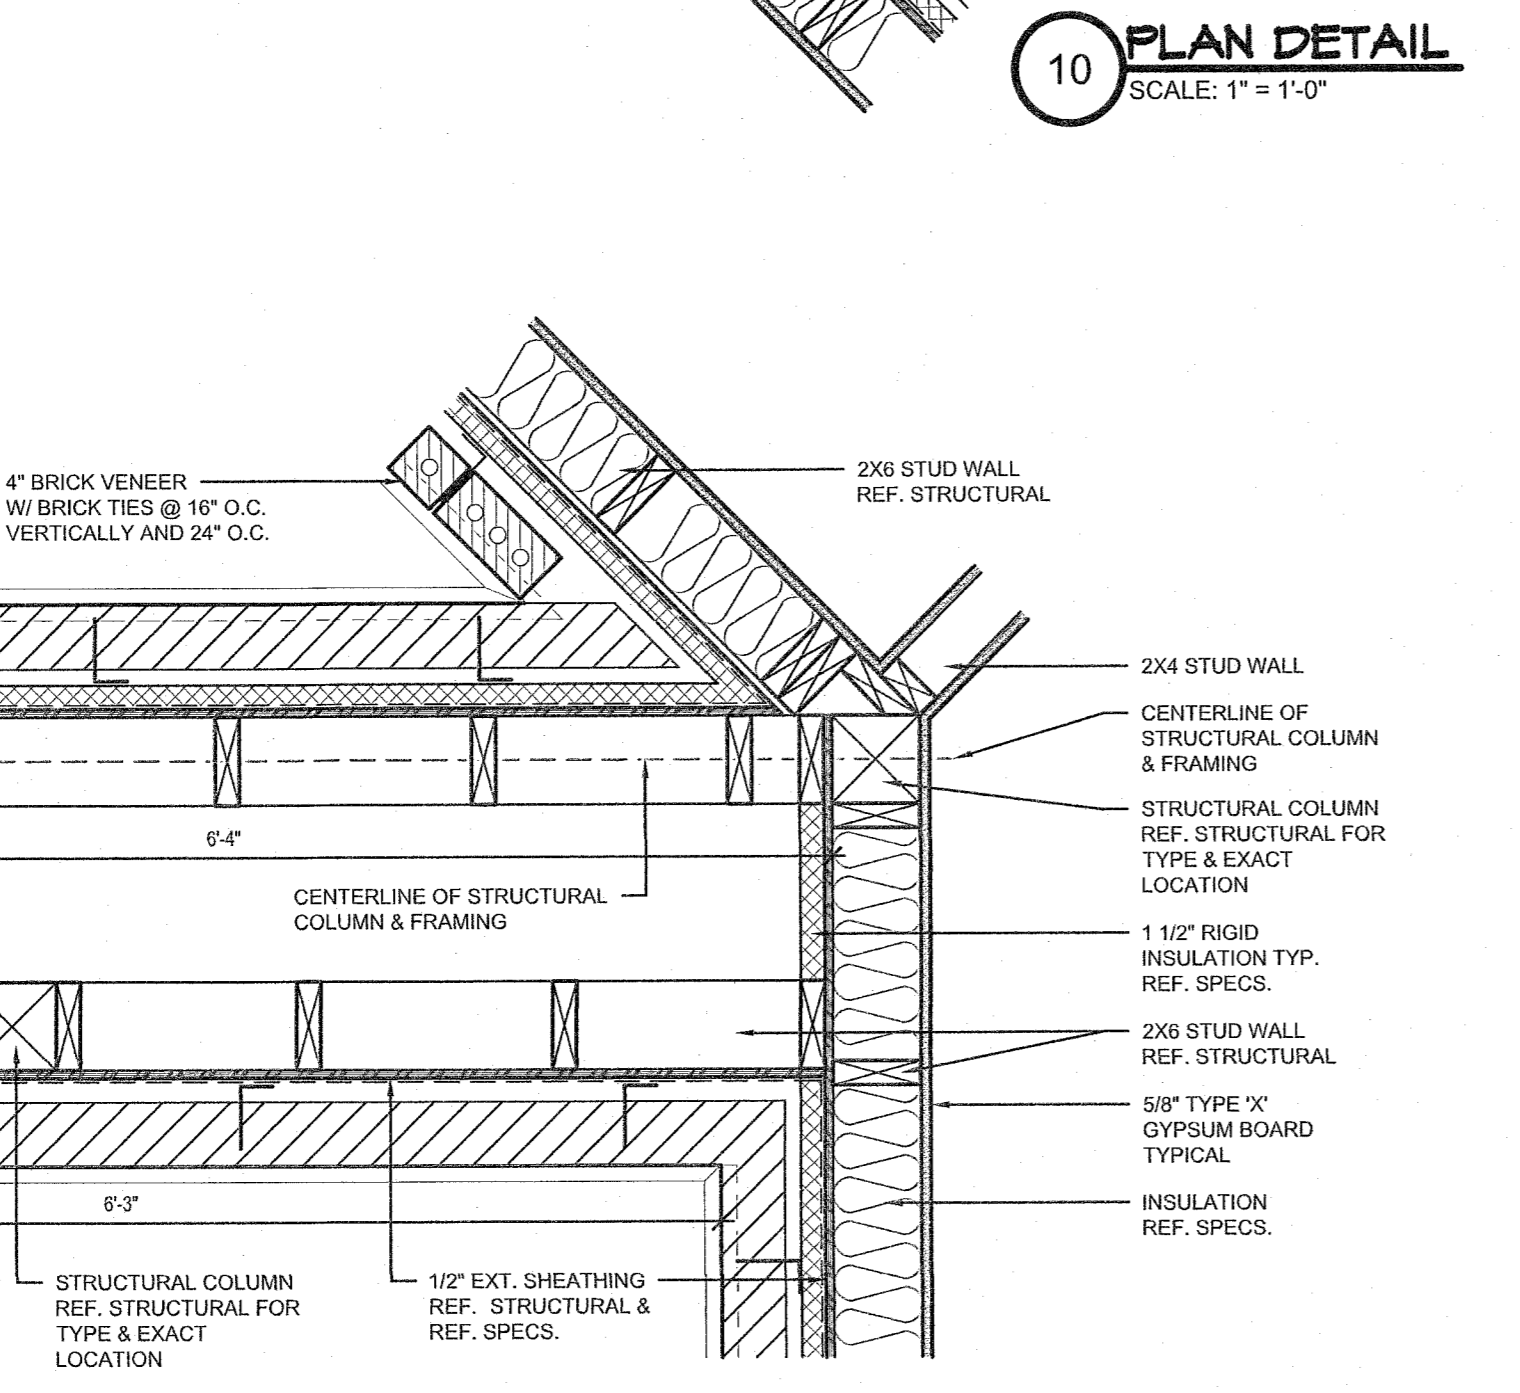 10
PLAN DETAIL
SCALE: 1" = 1'-0"
4" BRICK VENEER
W/ BRICK TIES @ 16" O.C.
VERTICALLY AND 24" O.C.
2X6 STUD WALL
REF. STRUCTURAL
2X4 STUD WALL
CENTERLINE OF
STRUCTURAL COLUMN
& FRAMING
STRUCTURAL COLUMN
REF. STRUCTURAL FOR
TYPE & EXACT
LOCATION
6'-4"
CENTERLINE OF STRUCTURAL
COLUMN & FRAMING
1 1/2" RIGID
INSULATION TYP.
REF. SPECS.
2X6 STUD WALL
REF. STRUCTURAL
5/8" TYPE 'X'
GYPSUM BOARD
TYPICAL
INSULATION
REF. SPECS.
6'-3"
STRUCTURAL COLUMN
REF. STRUCTURAL FOR
TYPE & EXACT
LOCATION
1/2" EXT. SHEATHING
REF. STRUCTURAL &
REF. SPECS.